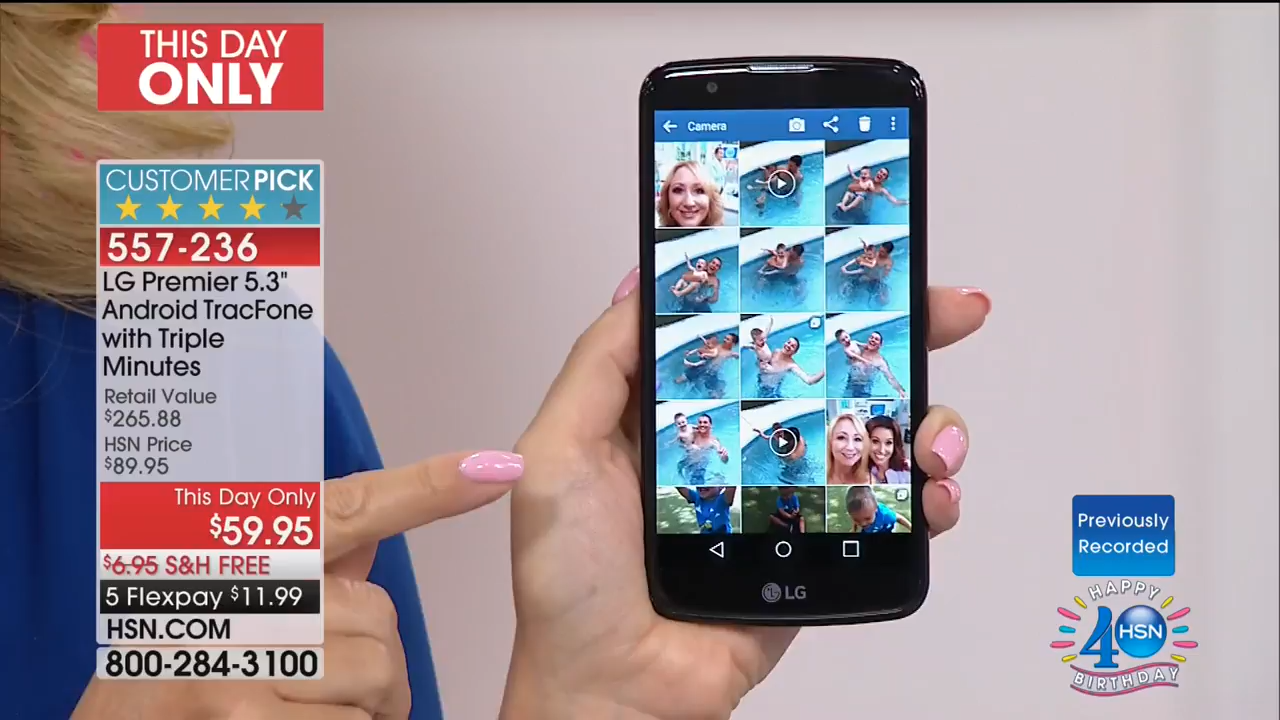 THIS DAY
ONLY
CUSTOMER PICK
557-236
LG Premier 5.3"
Android TracFone
with Triple
Minutes
Retail Value
$265.88
HSN Price
$89.95
This Day Only
$59.95
$6.95 S&H FREE
5 Flexpay $11.99
HSN.COM
800-284-3100
Camera
LG
Previously
Recorded
HAPPY
40
HSN
BIRTHDAY